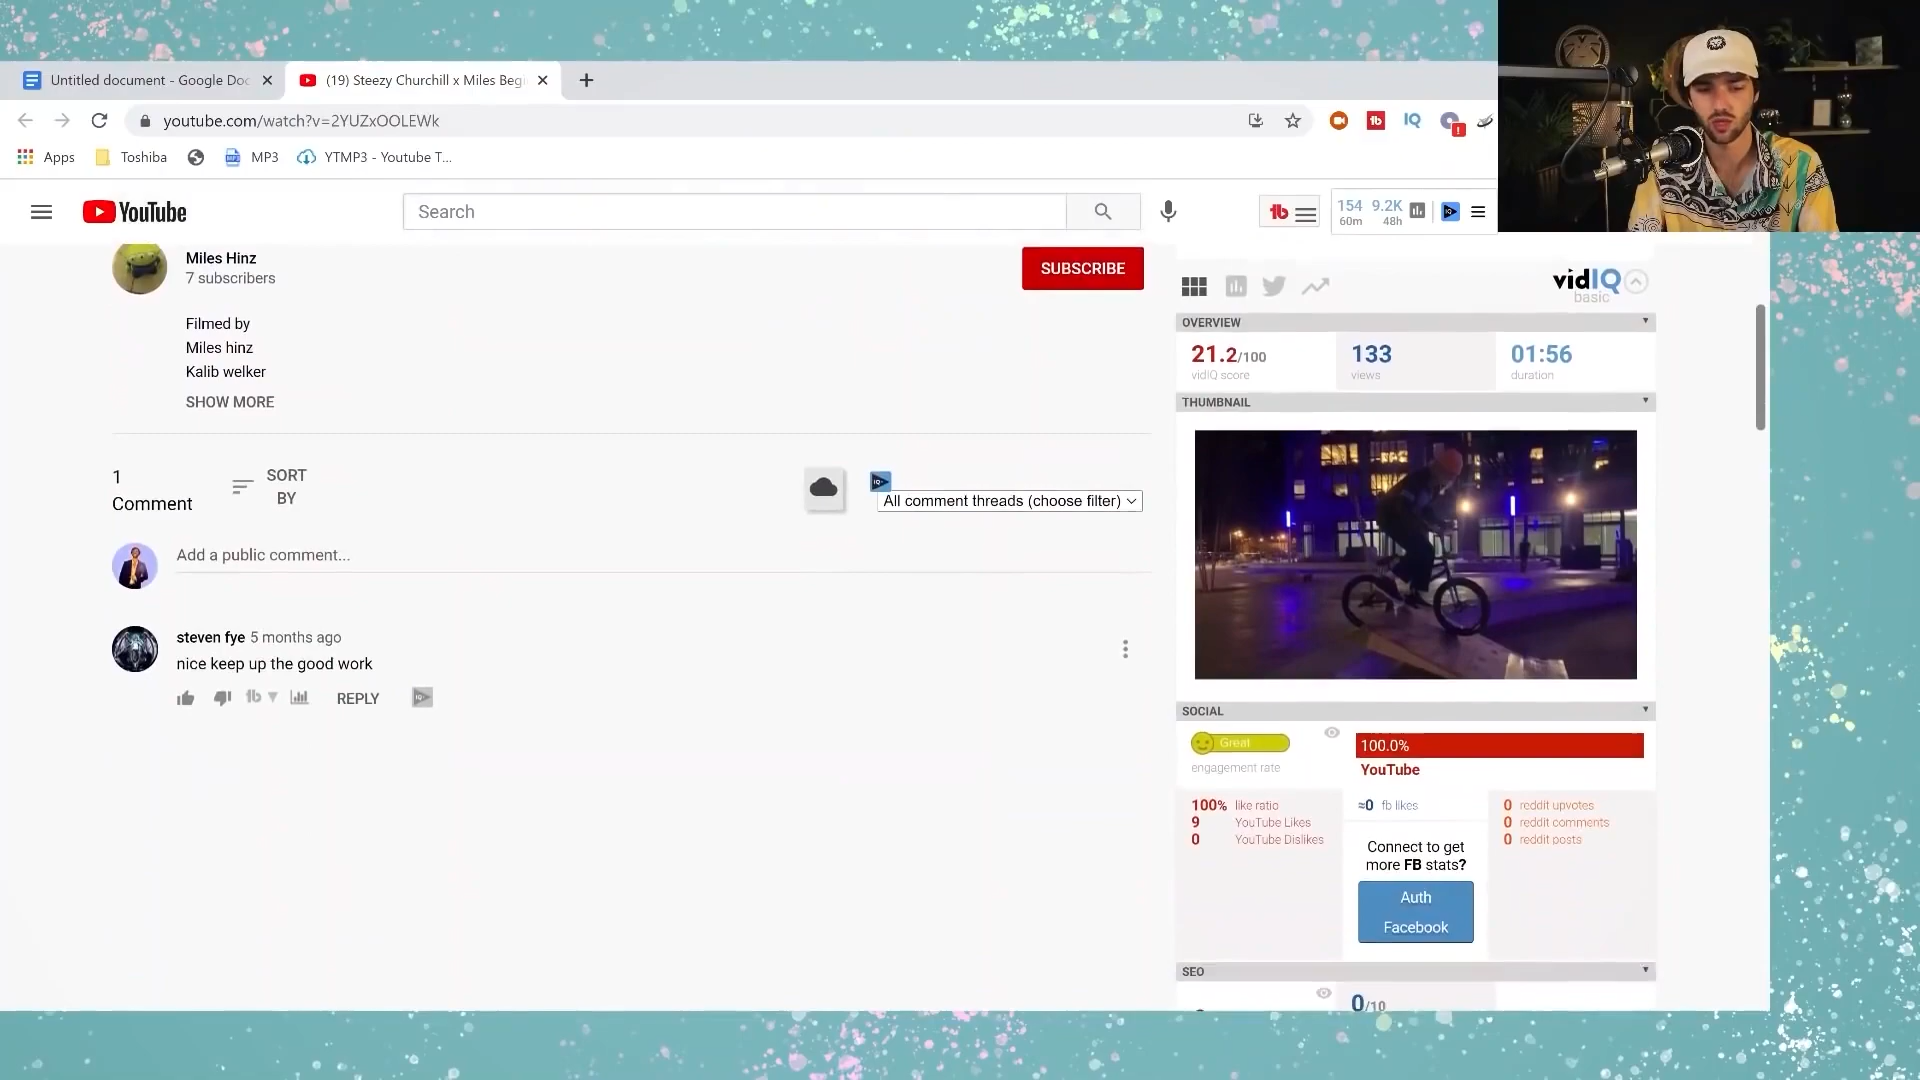 Untitled document - Google Doc
(19) Steezy Churchill x Miles Beg
youtube.com/watch?v=2YUZxOOLEWk
Apps
Toshiba
MP3
YTMP3 - Youtube T...
YouTube
Search
154 9.2K
60m 48h
Miles Hinz
7 subscribers
SUBSCRIBE
Filmed by
Miles hinz
Kalib welker
SHOW MORE
1
Comment
SORT
BY
All comment threads (choose filter)
Add a public comment...
steven fye 5 months ago
nice keep up the good work
REPLY
vidIQ
basic
OVERVIEW
21.2/100
vidIQ score
133
views
01:56
duration
THUMBNAIL
SOCIAL
Great
engagement rate
100.0%
YouTube
100% like ratio
9 YouTube Likes
0 YouTube Dislikes
≈0 fb likes
Connect to get
more FB stats?
Auth
Facebook
0 reddit upvotes
0 reddit comments
0 reddit posts
SEO
0/10